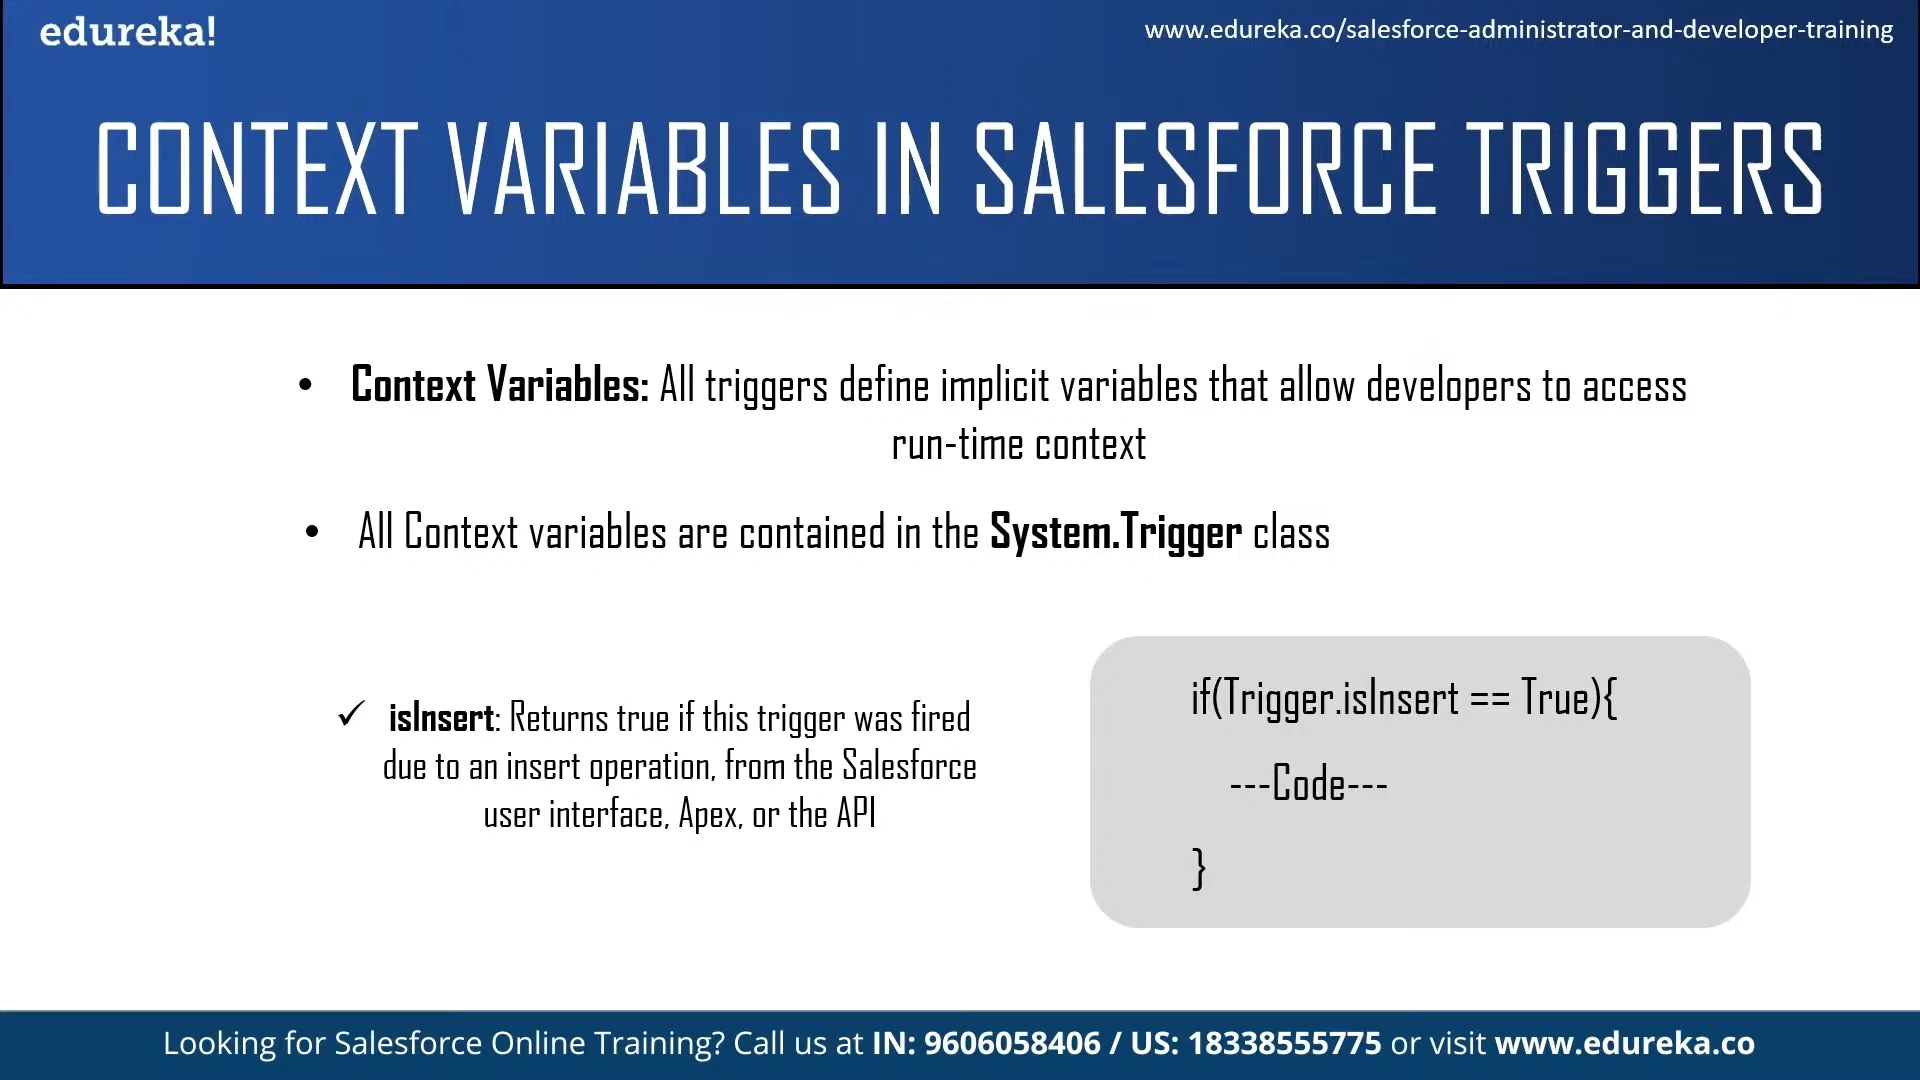 edureka!
www.edureka.co/salesforce-administrator-and-developer-training
CONTEXT VARIABLES IN SALESFORCE TRIGGERS
• Context Variables: All triggers define implicit variables that allow developers to access
run-time context
• All Context variables are contained in the System.Trigger class
✓ isInsert: Returns true if this trigger was fired
due to an insert operation, from the Salesforce
user interface, Apex, or the API
if(Trigger.isInsert == True){
---Code---
}
Looking for Salesforce Online Training? Call us at IN: 9606058406 / US: 18338555775 or visit www.edureka.co